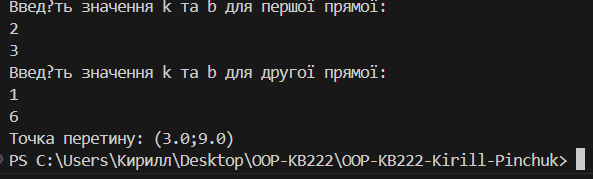 Введ?ть значення k та b для першої прямої:
2
3
Введ?ть значення k та b для другої прямої:
1
6
Точка перетину: (3.0;9.0)
PS C:\Users\Кирилл\Desktop\OOP-KB222\OOP-KB222-Kirill-Pinchuk>